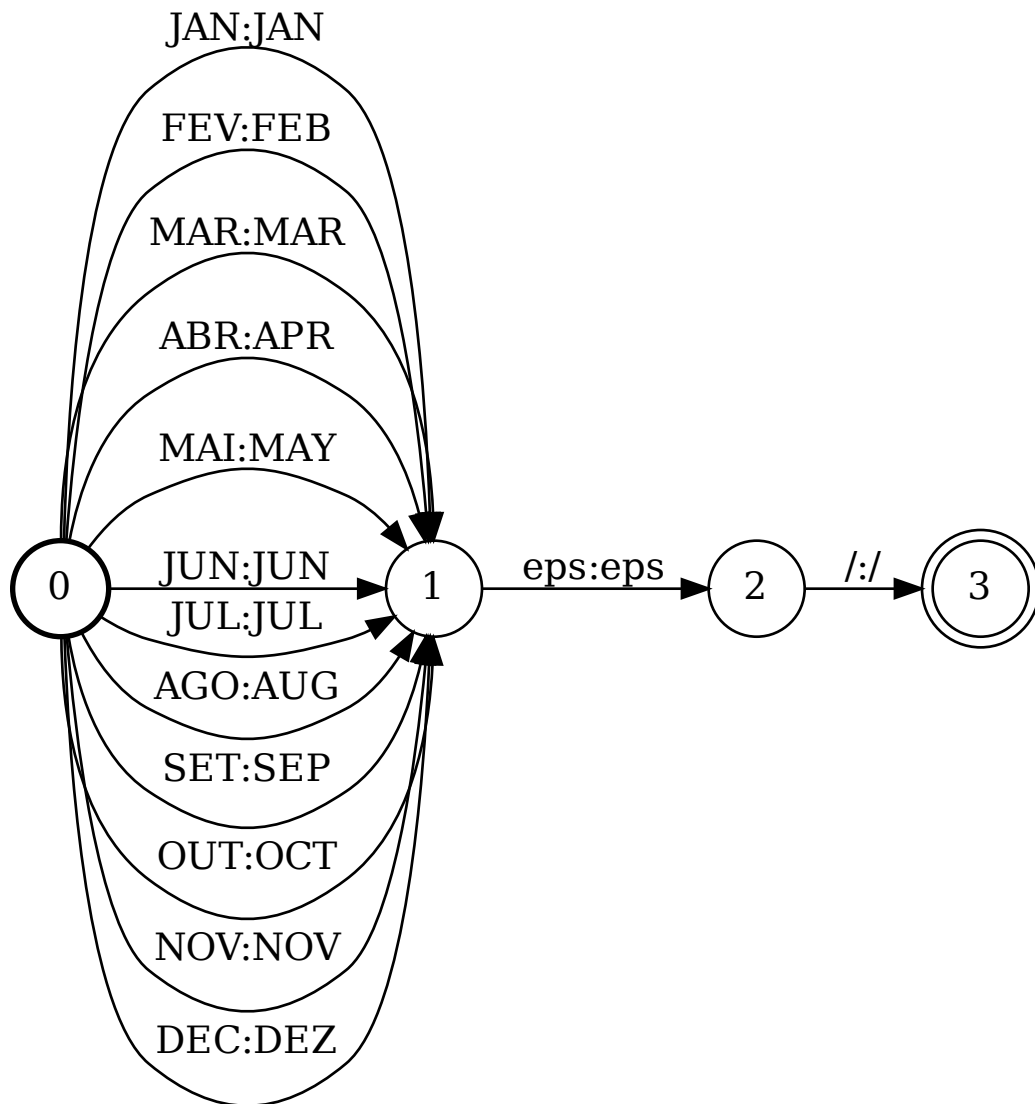 JAN:JAN
FEV:FEB
MAR:MAR
ABR:APR
MAI:MAY
JUN:JUN
0
1
eps:eps
2
/:/
3
JUL:JUL
AGO:AUG
SET:SEP
OUT:OCT
NOV:NOV
DEC:DEZ